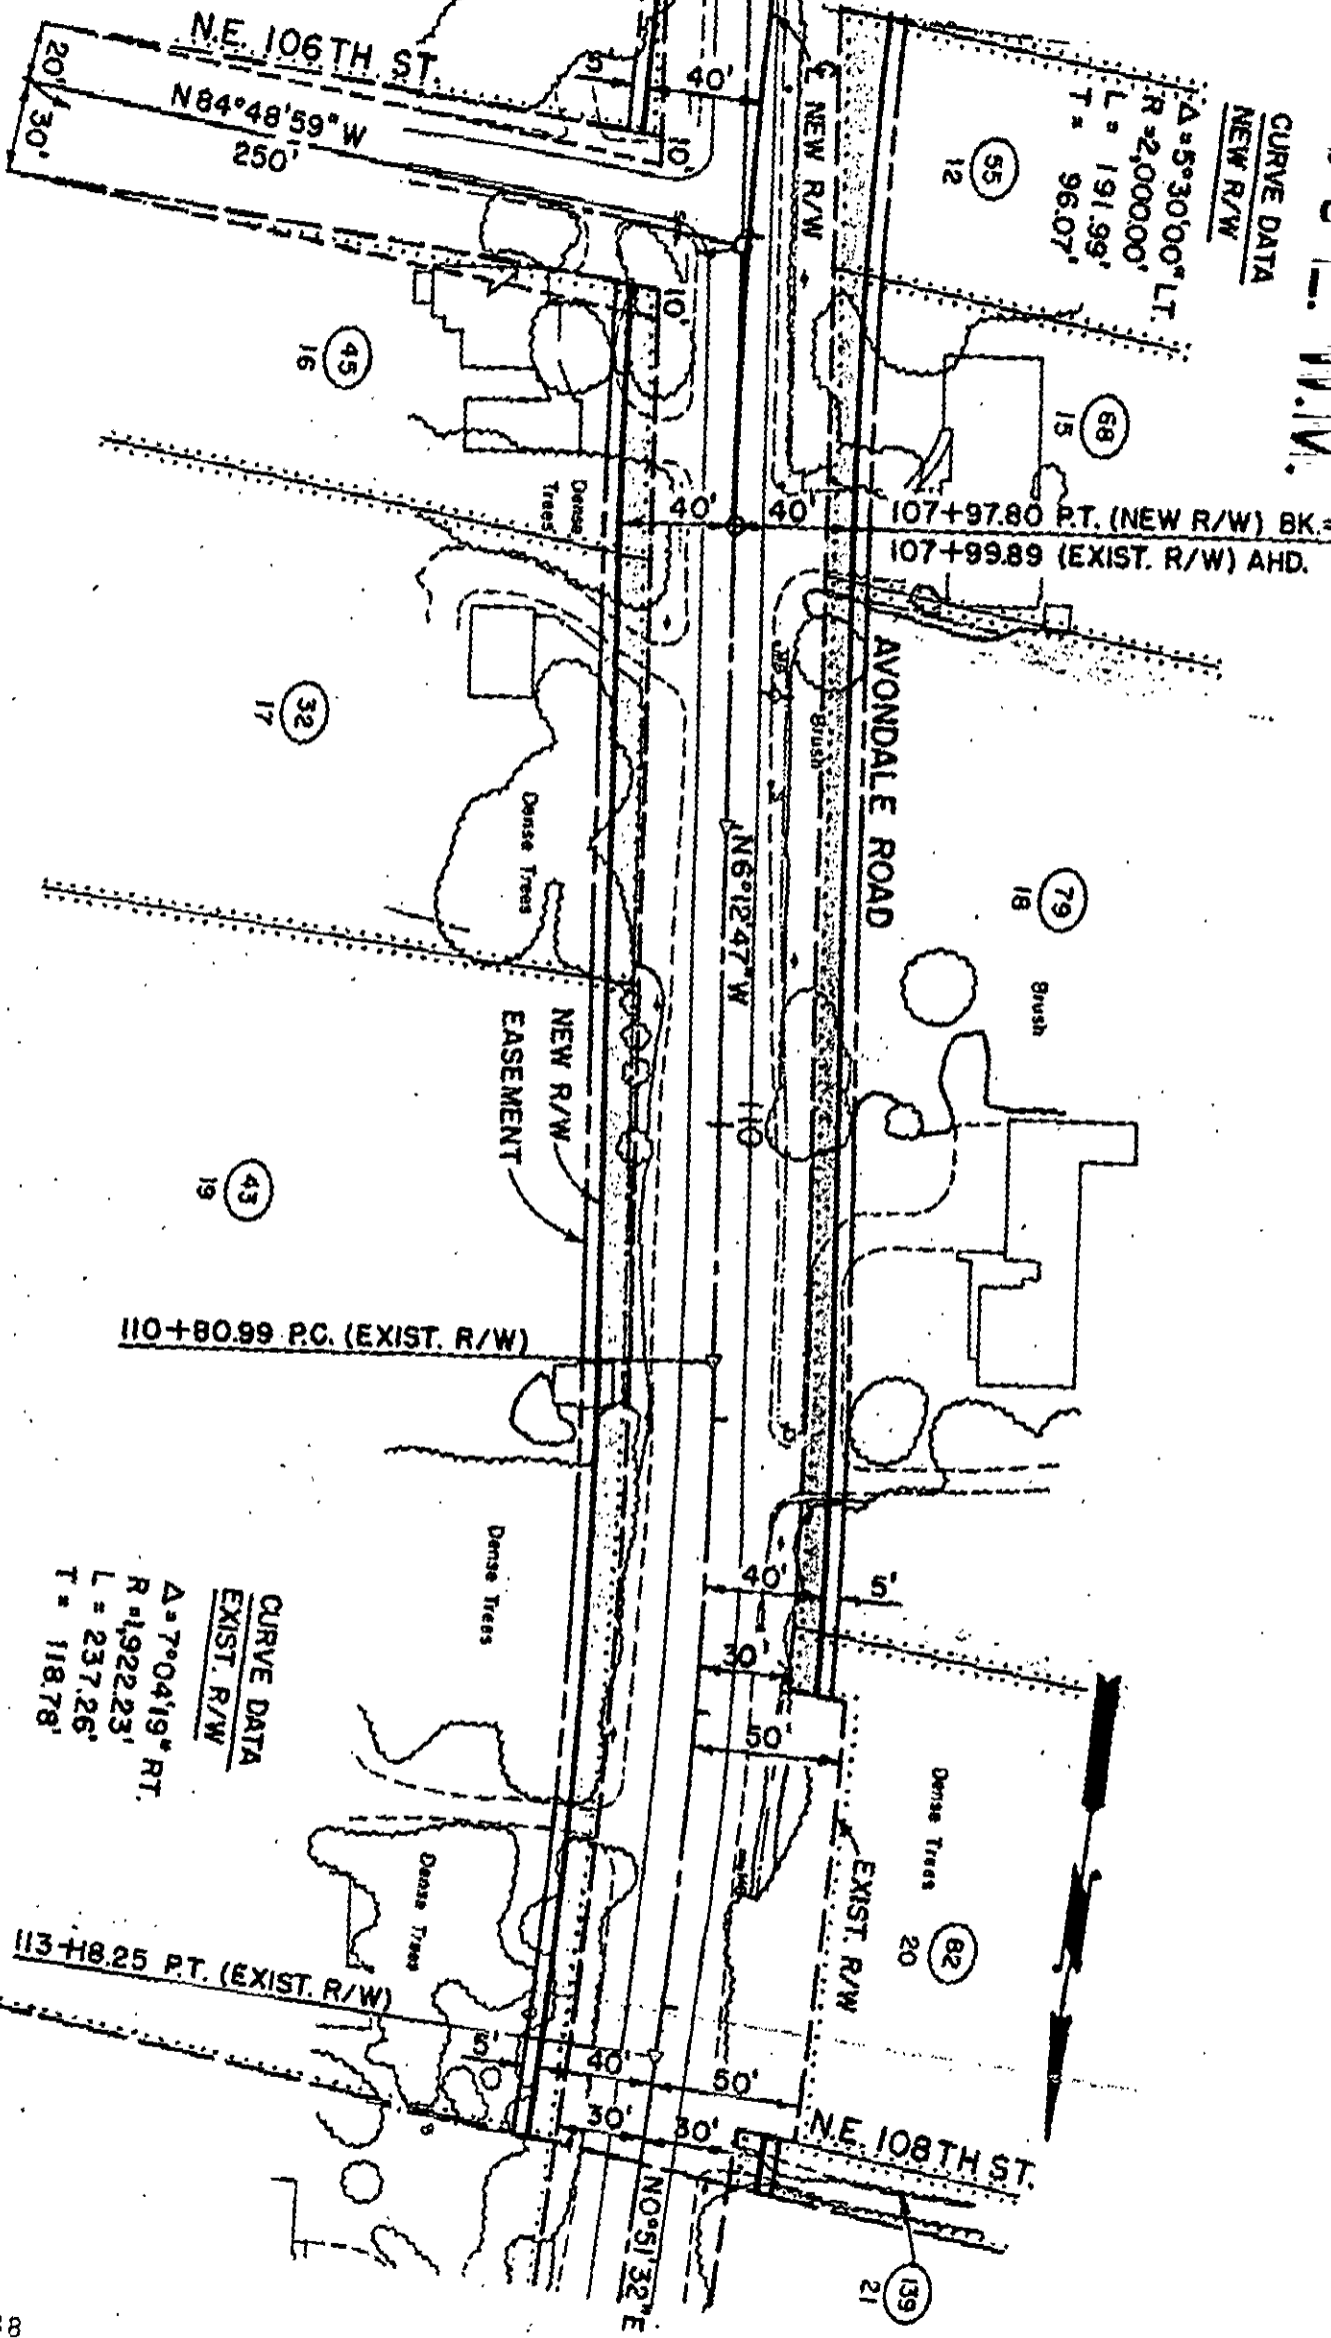 N.E. 106TH ST.
20'
30'
N84°48'59"W
250'
5'
40'
10'
10'
℄ NEW R/W
CURVE DATA
NEW R/W
Δ=5°30'00" LT.
R=2,000.00'
L= 191.99'
T= 96.07'
55
12
45
16
68
15
Dense
Trees
40'
40'
107+97.80 P.T. (NEW R/W) BK.=
107+99.89 (EXIST. R/W) AHD.
AVONDALE ROAD
Brush
32
17
Dense Trees
N6°12'47"W
79
18
Brush
NEW R/W
EASEMENT
110
43
19
110+80.99 P.C. (EXIST. R/W)
Dense Trees
40'
5'
30'
50'
CURVE DATA
EXIST. R/W
Δ=7°04'19" RT.
R=1,922.23'
L= 237.26'
T= 118.78'
Dense Trees
82
20
EXIST. R/W
Dense Trees
113+18.25 P.T. (EXIST. R/W)
5'
40'
50'
30'
30'
N.E. 108TH ST.
N0°51'32"E
139
21